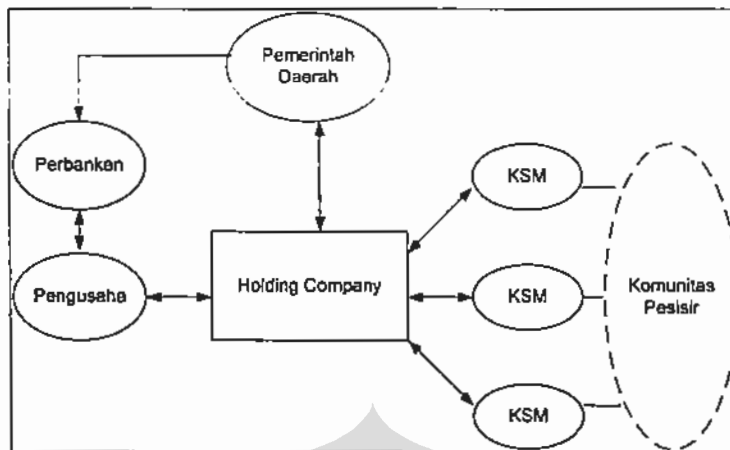 Pemerintah
Daerah
Perbankan
KSM
Holding Company
Pengusaha
KSM
Komunitas
Pesisir
KSM